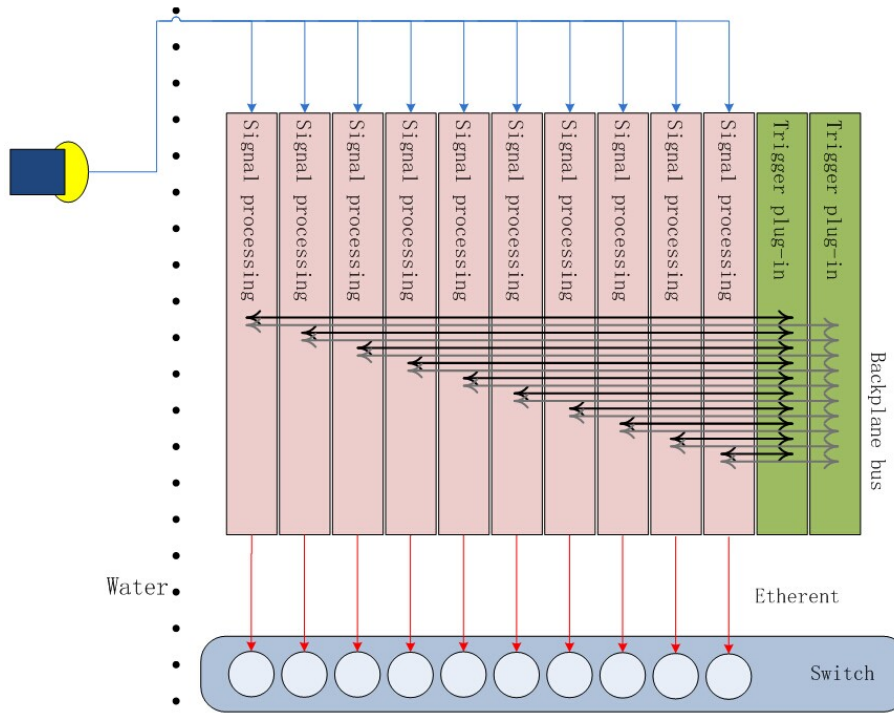 Signal processing
Signal processing
Signal processing
Signal processing
Signal processing
Signal processing
Signal processing
Signal processing
Signal processing
Signal processing
Trigger plug-in
Trigger plug-in
Backplane bus
Water
Etherent
Switch